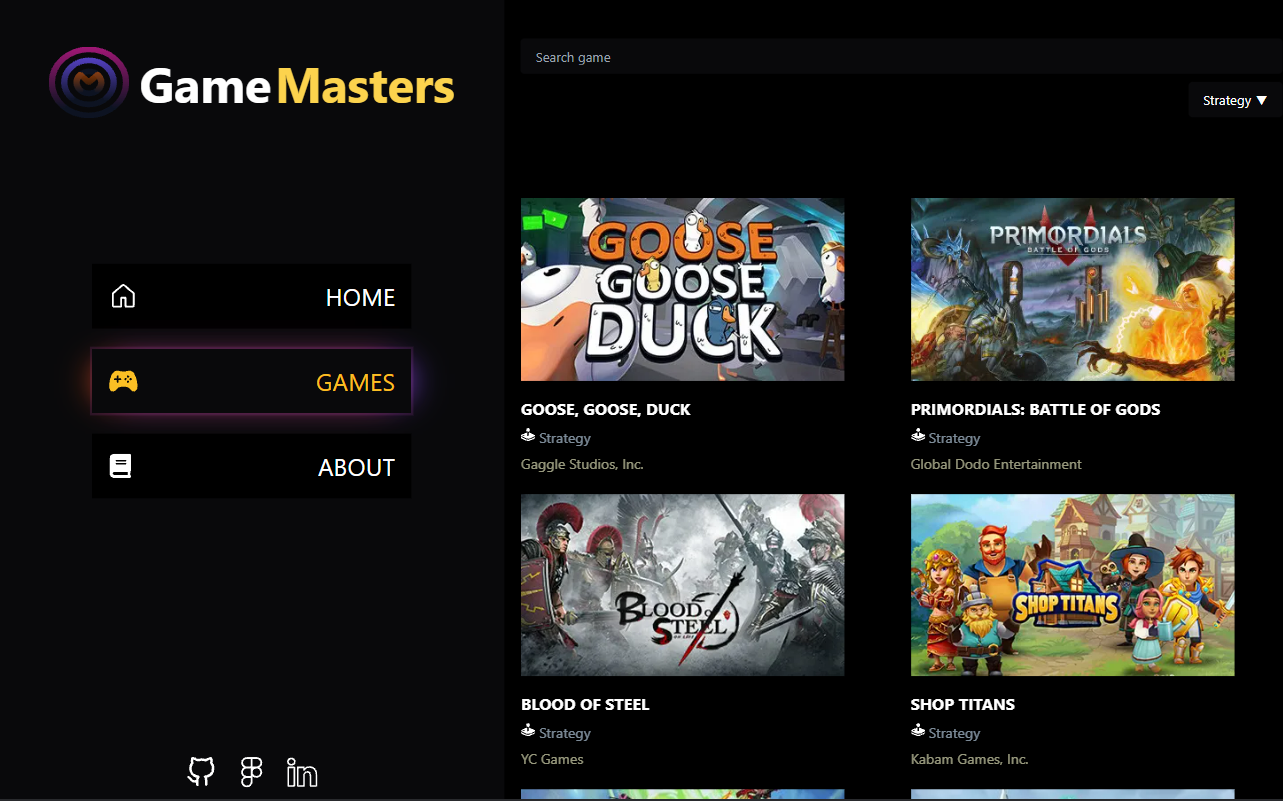 Game Masters
HOME
GAMES
ABOUT
Search game
Strategy ▼
GOOSE
GOOSE
DUCK
PRIMORDIALS
BATTLE OF GODS
GOOSE, GOOSE, DUCK
Strategy
Gaggle Studios, Inc.
PRIMORDIALS: BATTLE OF GODS
Strategy
Global Dodo Entertainment
BLOOD OF
STEEL
SHOP TITANS
BLOOD OF STEEL
Strategy
YC Games
SHOP TITANS
Strategy
Kabam Games, Inc.